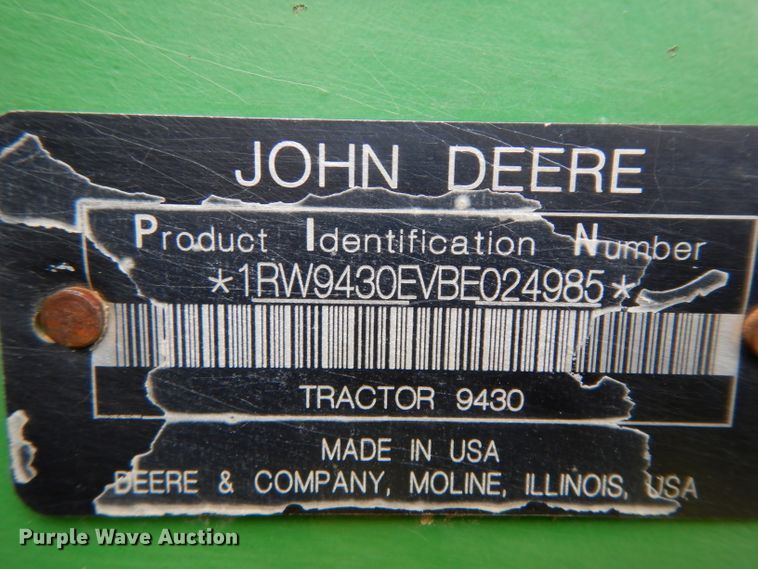 JOHN DEERE
Product Identification Number
*1RW9430EVBE024985*
TRACTOR 9430
MADE IN USA
DEERE & COMPANY, MOLINE, ILLINOIS, USA
Purple Wave Auction